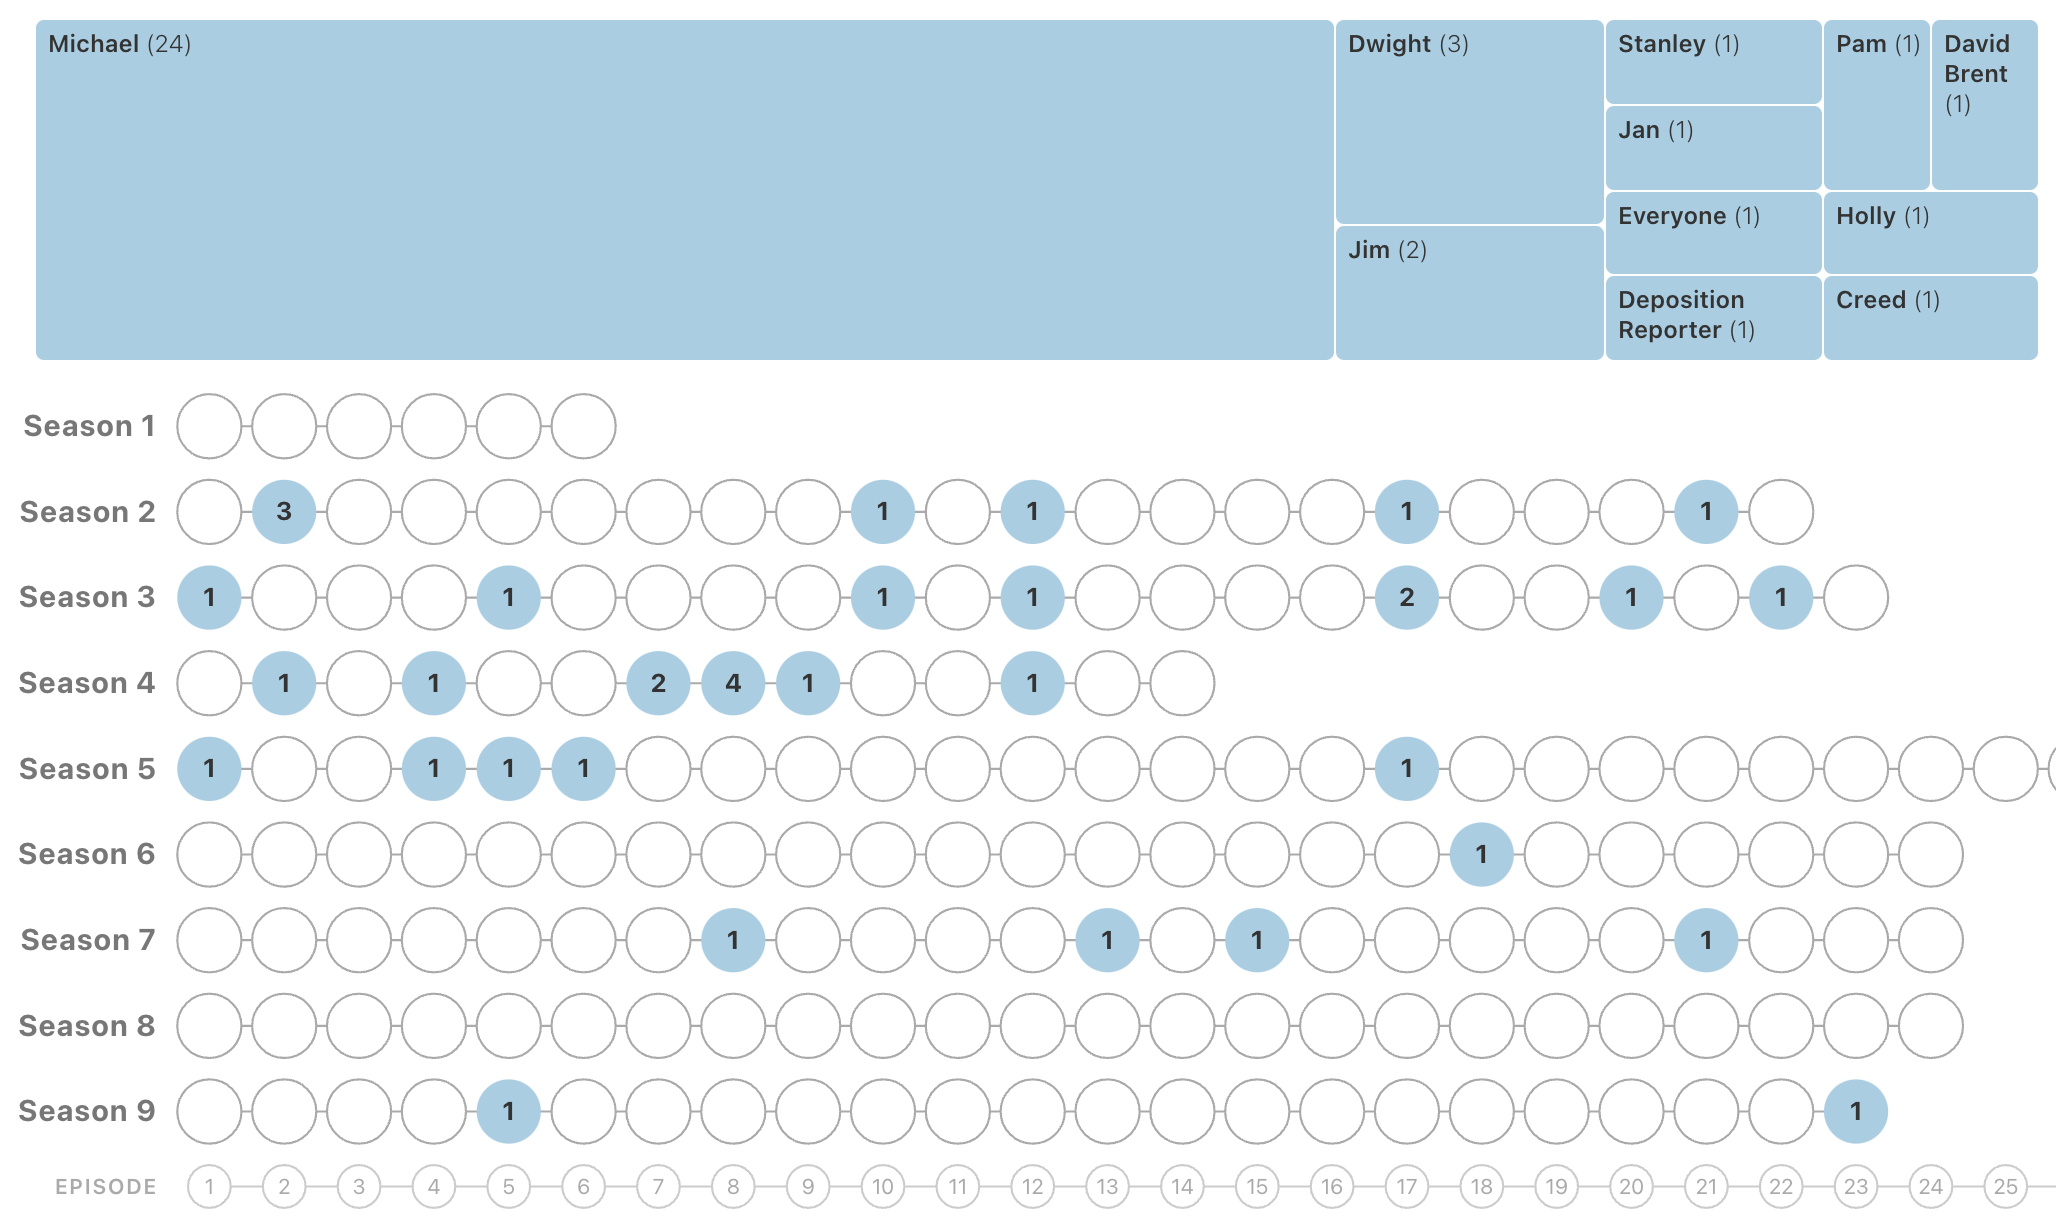 Michael (24)
Dwight (3)
Jim (2)
Stanley (1)
Jan (1)
Everyone (1)
Deposition
Reporter (1)
Pam (1)
David
Brent
(1)
Holly (1)
Creed (1)
Season 1
Season 2 3 1 1 1 1
Season 3 1 1 1 1 2 1 1
Season 4 1 1 2 4 1 1
Season 5 1 1 1 1 1
Season 6 1
Season 7 1 1 1 1
Season 8
Season 9 1 1
EPISODE 1 2 3 4 5 6 7 8 9 10 11 12 13 14 15 16 17 18 19 20 21 22 23 24 25